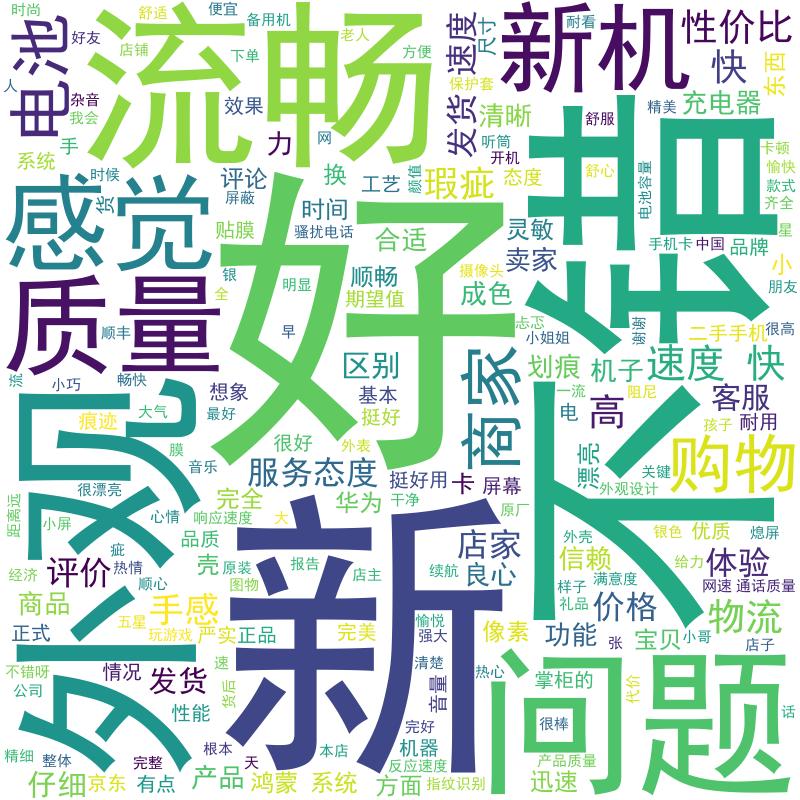 时尚
舒适
便宜
备用机
老人
方便
店铺
下单
好友
人
电池
流畅
杂音
我会
效果
力
网
系统
手
新机
性价比
发货
速度
尺寸
耐看
保护套
快
东西
清晰
充电器
精美
听筒
舒服
开机
卡顿
愉快
时候
货
屏蔽
评论
换
工艺
颜值
瑕疵
态度
舒心
电池容量
款式
齐全
感觉
贴膜
时间
骚扰电话
合适
灵敏
卖家
手机卡
中国
品牌
星
不错
银
全
顺畅
明显
期望值
摄像头
成色
小
朋友
质量
好
顺丰
早
忐忑
小姐姐
谢谢
二手手机
很高
流
小巧
畅快
想象
区别
基本
商家
划痕
机子
速度
快
最好
挺好
一流
阻尼
电
高
客服
孩子
耐用
外观
痕迹
大气
膜
音乐
很好
外表
漂亮
关键
购物
很漂亮
服务态度
挺好用
卡
屏幕
外观设计
距离远
小屏
心情
完全
华为
干净
原厂
响应速度
大
品质
新
店家
外壳
银色
优质
熄屏
经济
评价
疵
热情
壳
原装
报告
店主
续航
良心
信赖
给力
体验
图物
样子
满意度
网速
通话质量
商品
顺心
手感
礼品
价格
物流
正式
五星
玩游戏
严实
正品
完美
愉悦
强大
像素
功能
张
宝贝
小哥
店子
不错呀
公司
情况
发货
速
货后
清楚
音量
热心
问题
掌柜的
代价
话
性能
完好
很棒
精细
整体
完整
根本
天
本店
机器
反应速度
产品质量
仔细
京东
有点
产品
鸿蒙
系统
方面
指纹识别
迅速